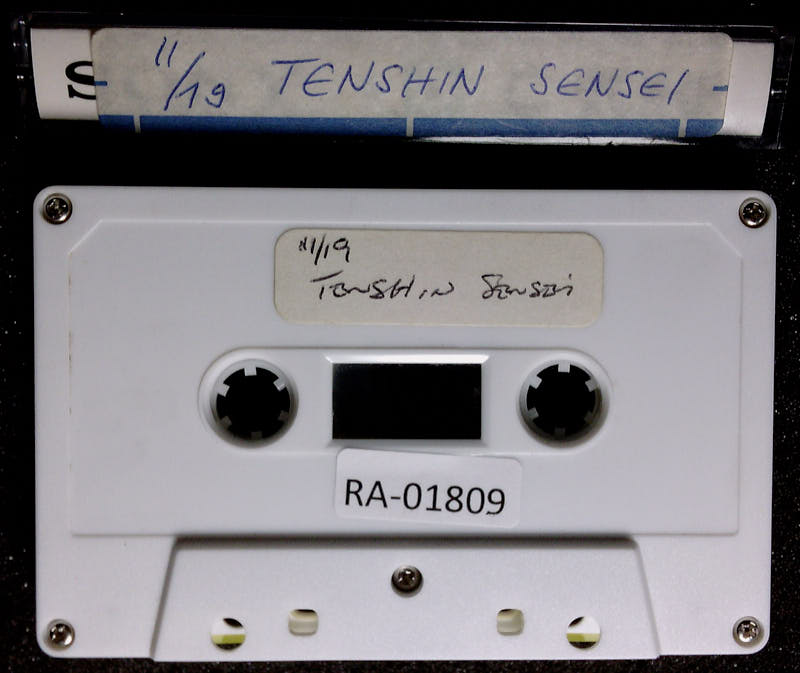 S
11/19 TENSHIN SENSEI
11/19
TENSHIN SENSEI
RA-01809